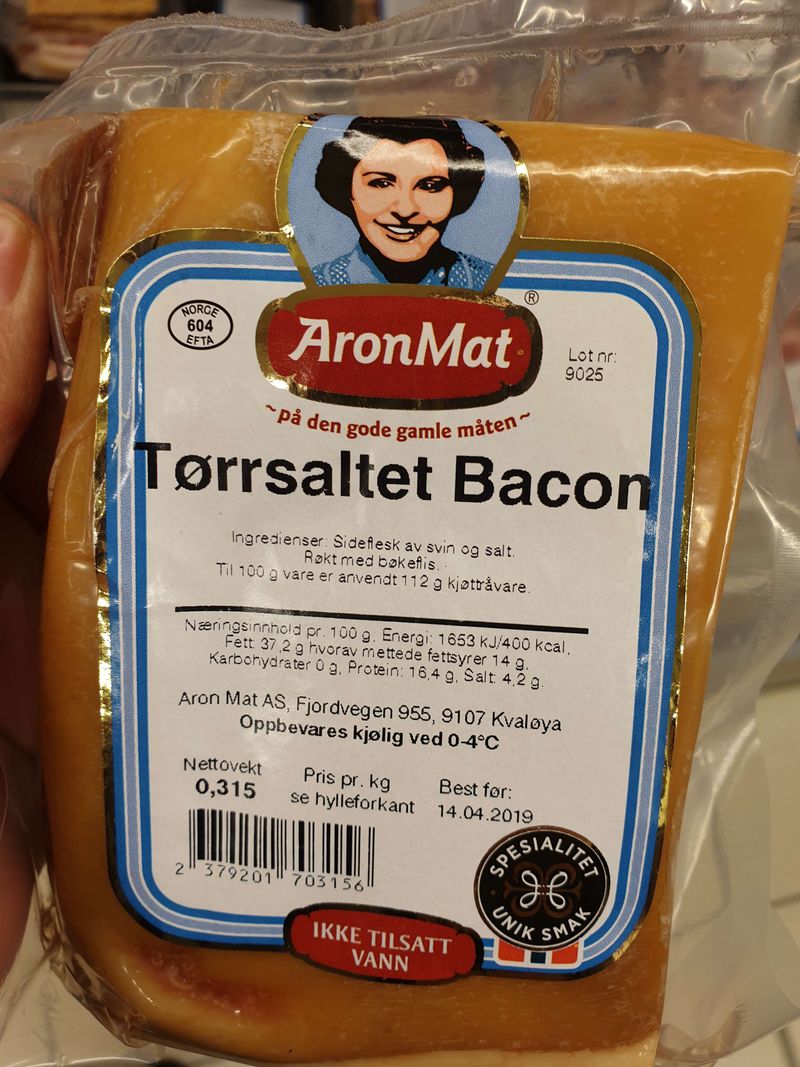 NORGE
604
EFTA
®
AronMat
Lot nr:
9025
~på den gode gamle måten~
Tørrsaltet Bacon
Ingredienser: Sideflesk av svin og salt.
Røkt med bøkeflis.
Til 100 g vare er anvendt 112 g kjøttråvare.
Næringsinnhold pr. 100 g. Energi: 1653 kJ/400 kcal,
Fett: 37,2 g hvorav mettede fettsyrer 14 g,
Karbohydrater 0 g, Protein: 16,4 g, Salt: 4,2 g.
Aron Mat AS, Fjordvegen 955, 9107 Kvaløya
Oppbevares kjølig ved 0-4°C
Nettovekt
0,315
Pris pr. kg
se hylleforkant
Best før:
14.04.2019
2 379201 703156
SPESIALITET
UNIK SMAK
IKKE TILSATT
VANN